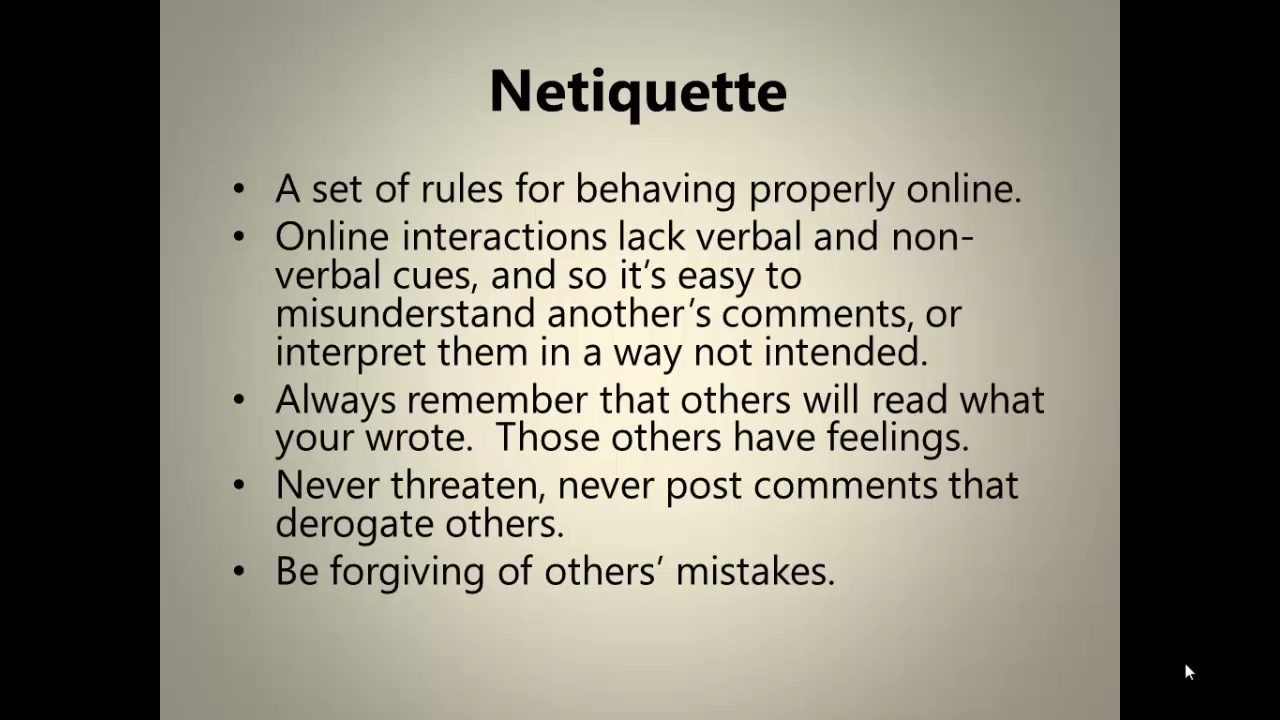 Netiquette
• A set of rules for behaving properly online.
• Online interactions lack verbal and non-
verbal cues, and so it’s easy to
misunderstand another’s comments, or
interpret them in a way not intended.
• Always remember that others will read what
your wrote.  Those others have feelings.
• Never threaten, never post comments that
derogate others.
• Be forgiving of others’ mistakes.